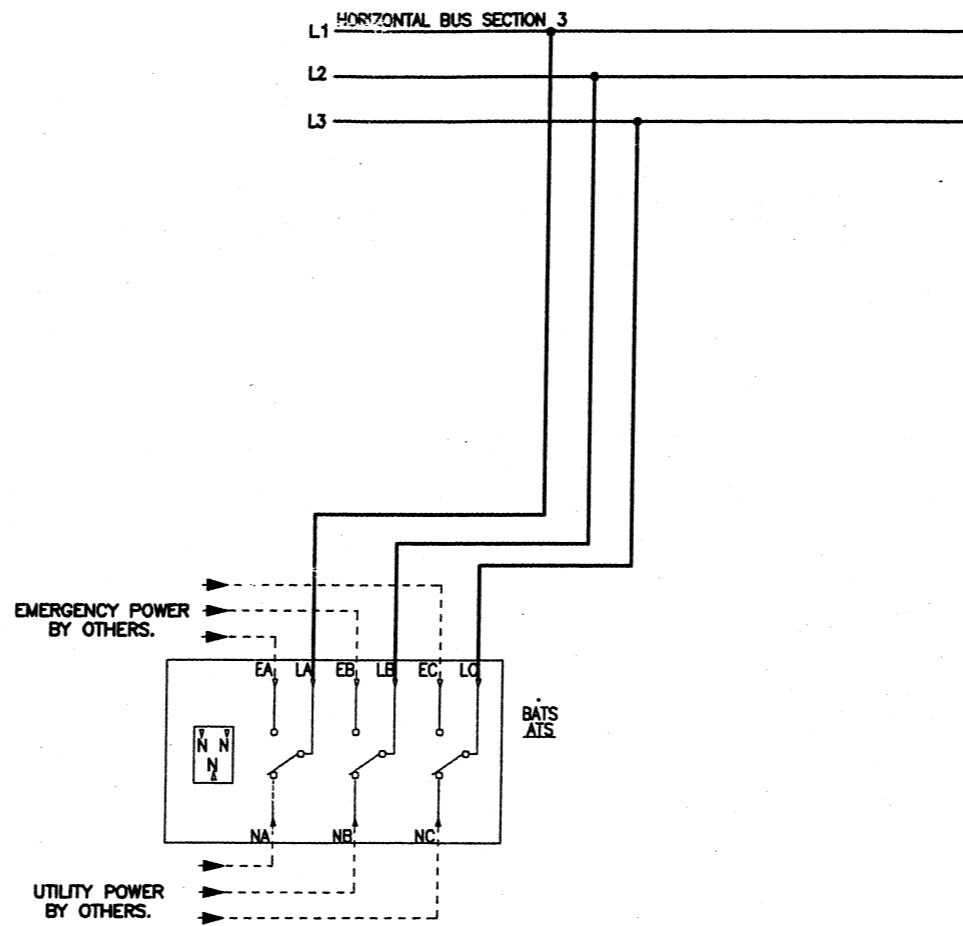 HORIZONTAL BUS SECTION 3
L1
L2
L3
EMERGENCY POWER
BY OTHERS.
EA LA EB LB EC LC
BATS
ATS
N N
N
NA NB NC
UTILITY POWER
BY OTHERS.